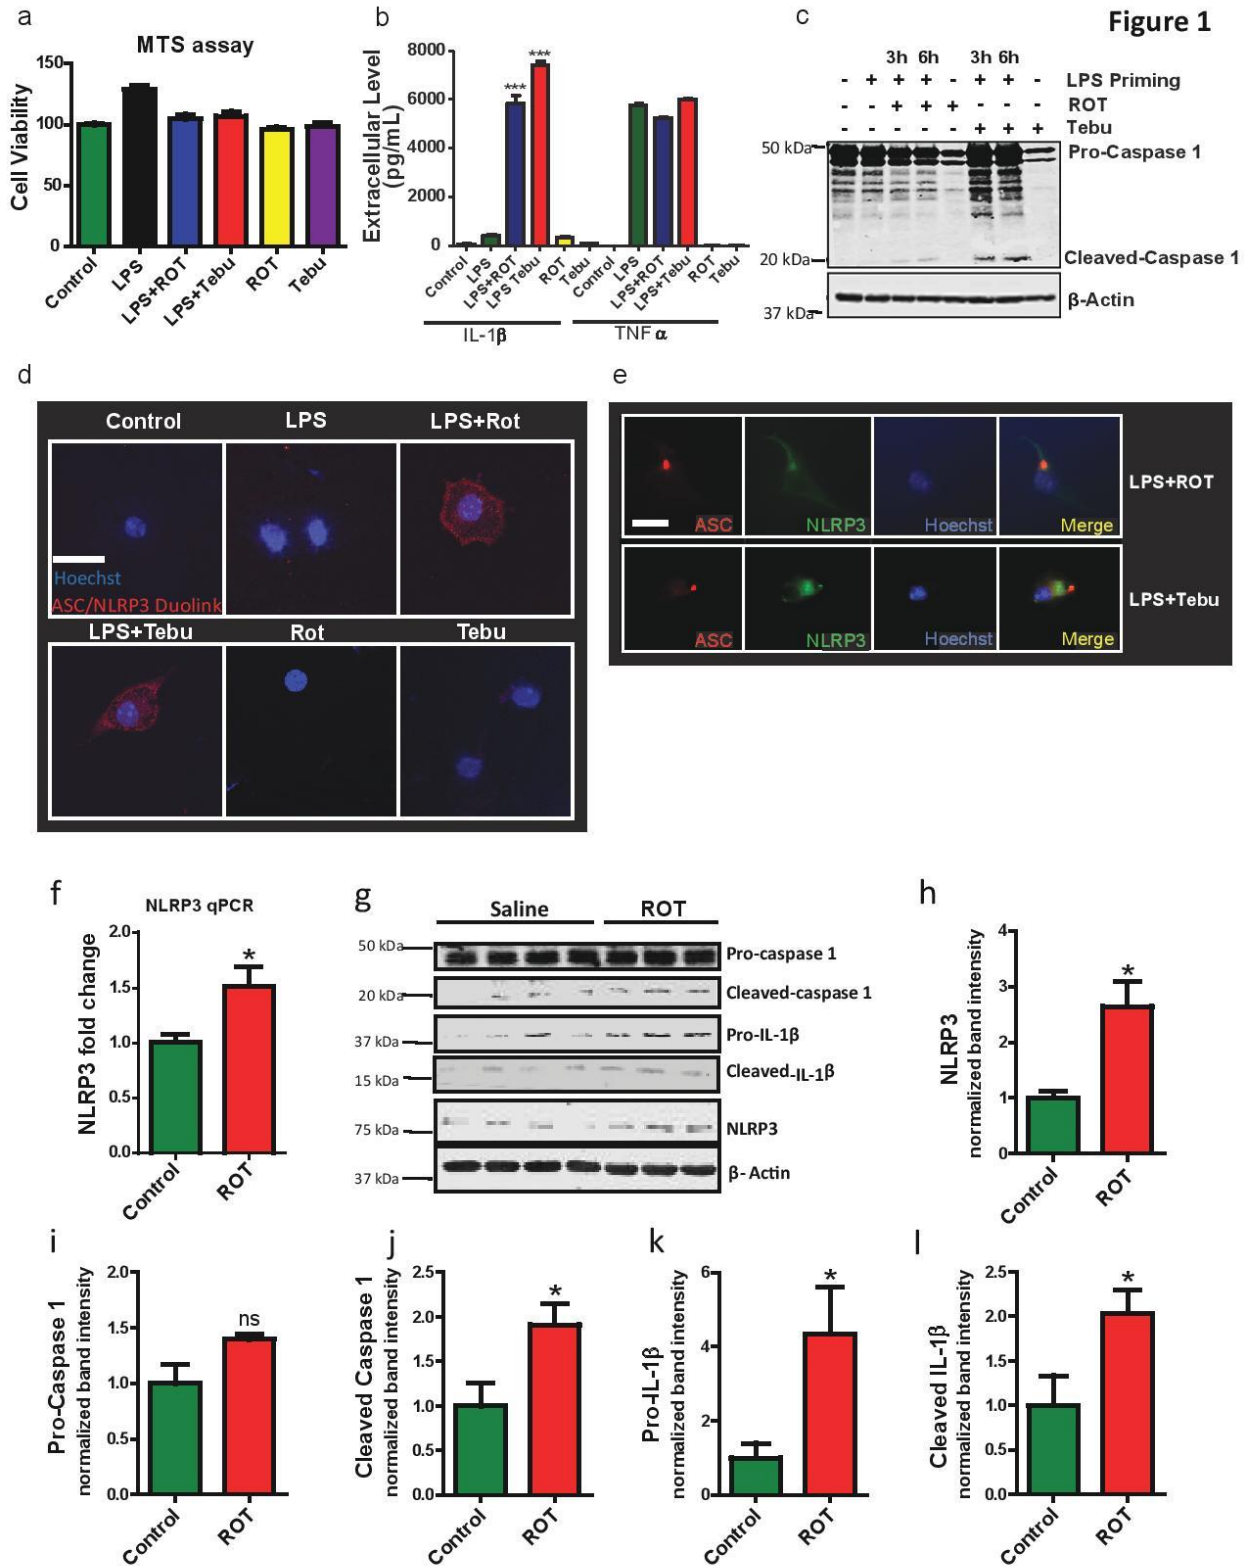 Figure 1
a
MTS assay
Cell Viability
150
100
50
0
Control
LPS
LPS+ROT
LPS+Tebu
ROT
Tebu
b
Extracellular Level
(pg/mL)
8000
6000
4000
2000
0
***
***
Control
LPS
LPS+ROT
LPS Tebu
ROT
Tebu
Control
LPS
LPS+ROT
LPS+Tebu
ROT
Tebu
IL-1β
TNF α
c
3h 6h 3h 6h
- + + + - + + - LPS Priming
- - + + + - - - ROT
- - - - - + + + Tebu
50 kDa
Pro-Caspase 1
20 kDa
Cleaved-Caspase 1
β-Actin
37 kDa
d
Control
LPS
LPS+Rot
Hoechst
ASC/NLRP3 Duolink
LPS+Tebu
Rot
Tebu
e
ASC
NLRP3
Hoechst
Merge
LPS+ROT
ASC
NLRP3
Hoechst
Merge
LPS+Tebu
f
NLRP3 qPCR
NLRP3 fold change
2.0
1.5
1.0
0.5
0.0
*
Control
ROT
g
Saline
ROT
50 kDa
Pro-caspase 1
20 kDa
Cleaved-caspase 1
37 kDa
Pro-IL-1β
15 kDa
Cleaved-IL-1β
75 kDa
NLRP3
37 kDa
β- Actin
h
NLRP3
normalized band intensity
4
3
2
1
0
*
Control
ROT
i
Pro-Caspase 1
normalized band intensity
2.0
1.5
1.0
0.5
0.0
ns
Control
ROT
j
Cleaved Caspase 1
normalized band intensity
2.5
2.0
1.5
1.0
0.5
0.0
*
Control
ROT
k
Pro-IL-1β
normalized band intensity
6
4
2
0
*
Control
ROT
l
Cleaved IL-1β
normalized band intensity
2.5
2.0
1.5
1.0
0.5
0.0
*
Control
ROT